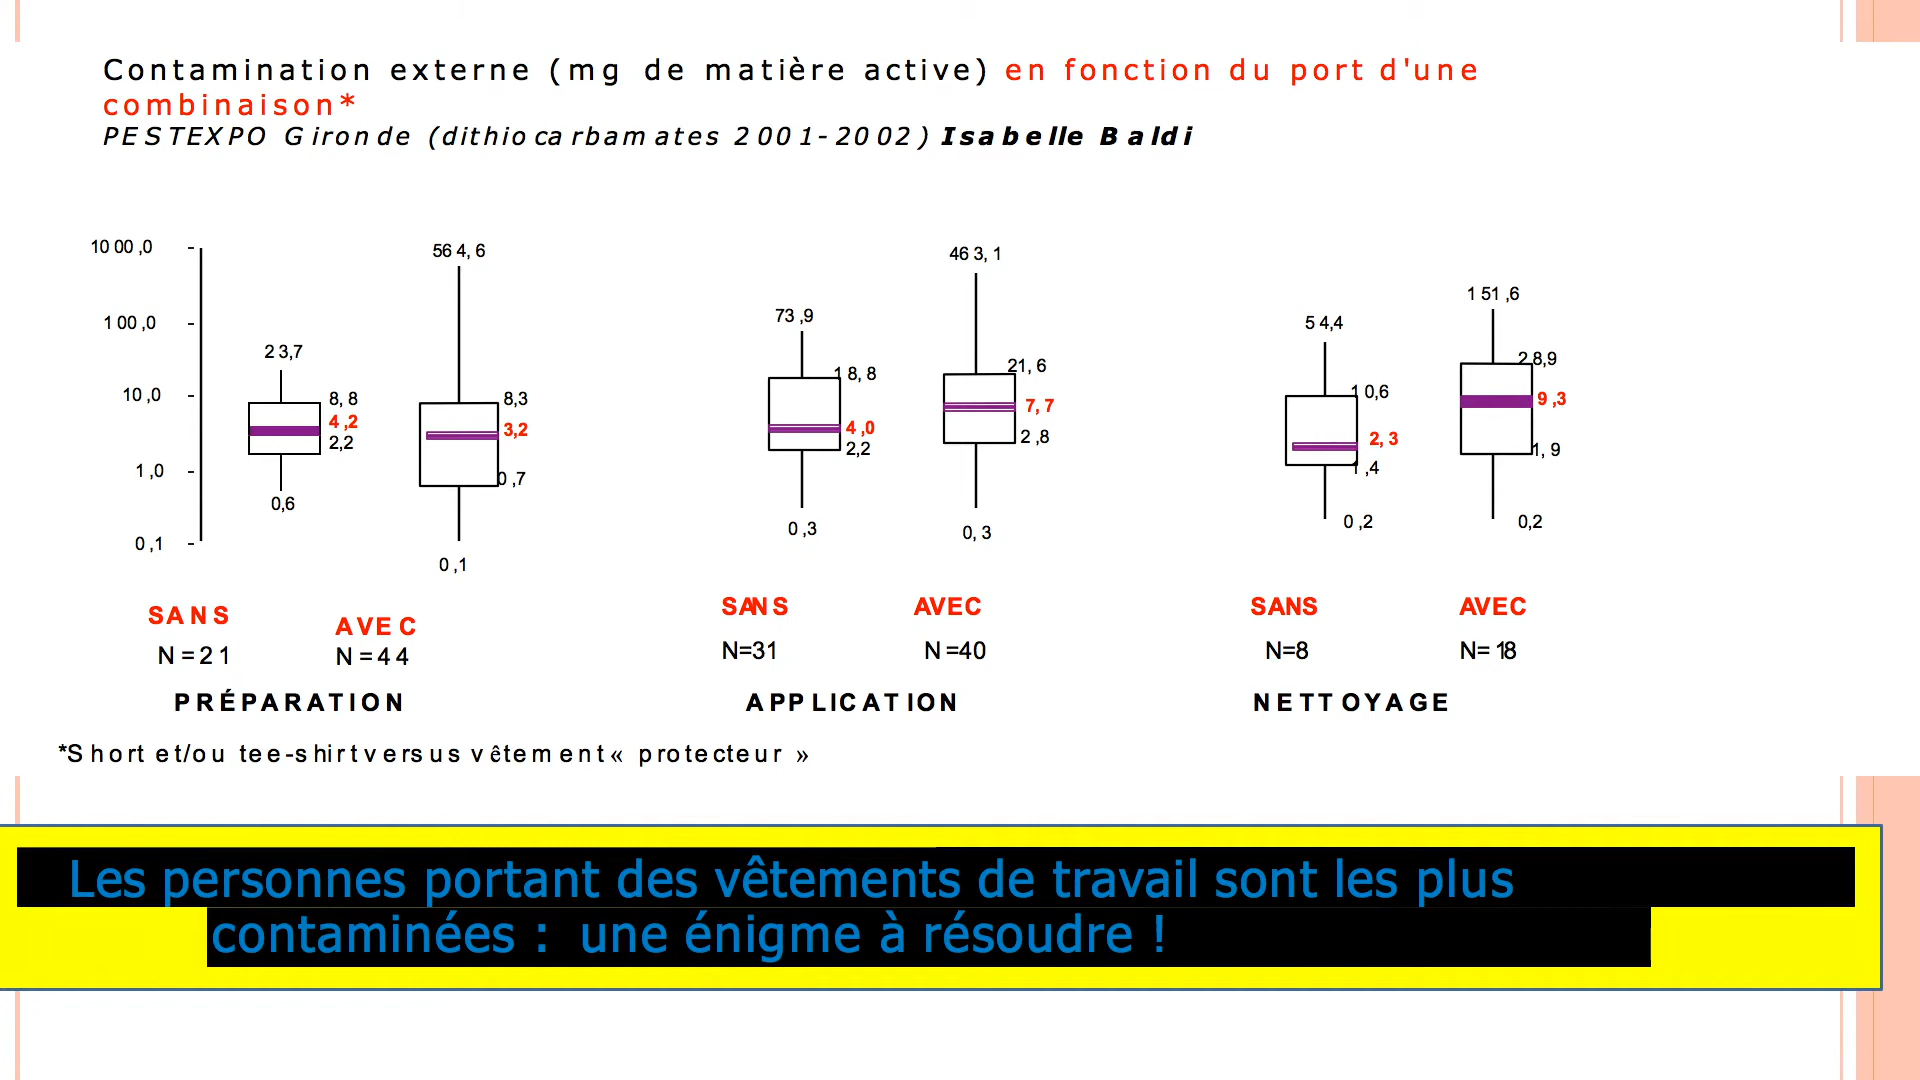 Contamination externe (mg de matière active) en fonction du port d'une
combinaison*
PESTEXPO Gironde (dithiocarbamates 2001-2002) Isabelle Baldi
1000,0
100,0
10,0
1,0
0,1
23,7
8,8
4,2
2,2
0,6
564,6
8,3
3,2
0,7
0,1
73,9
18,8
4,0
2,2
0,3
463,1
21,6
7,7
2,8
0,3
54,4
10,6
2,3
1,4
0,2
151,6
28,9
9,3
1,9
0,2
SANS
AVEC
SANS
AVEC
SANS
AVEC
N=21
N=44
N=31
N=40
N=8
N=18
PRÉPARATION
APPLICATION
NETTOYAGE
*Short et/ou tee-shirt versus vêtement « protecteur »
Les personnes portant des vêtements de travail sont les plus
contaminées : une énigme à résoudre !